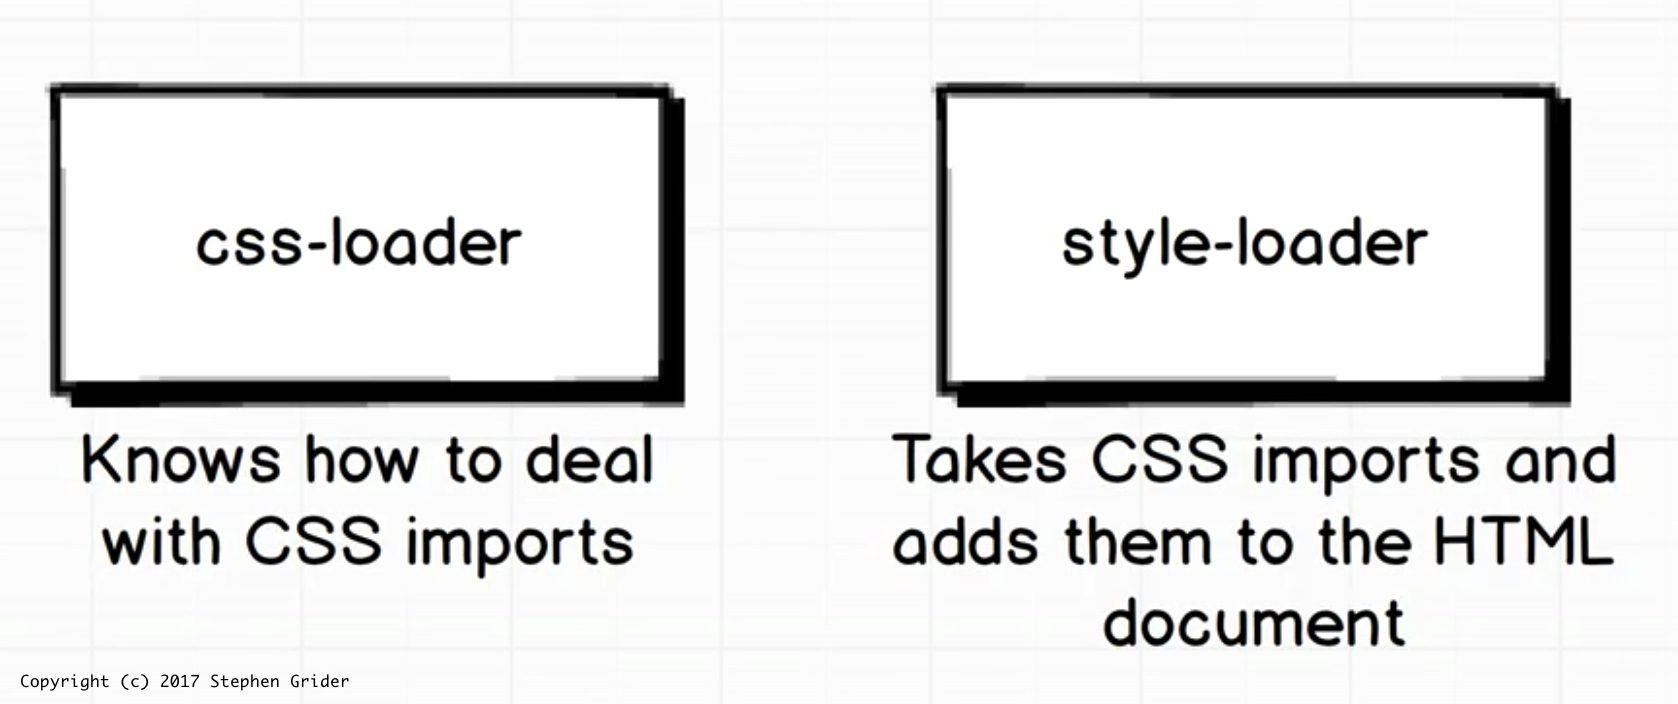 css-loader
style-loader
Knows how to deal
with CSS imports
Takes CSS imports and
adds them to the HTML
document
Copyright (c) 2017 Stephen Grider